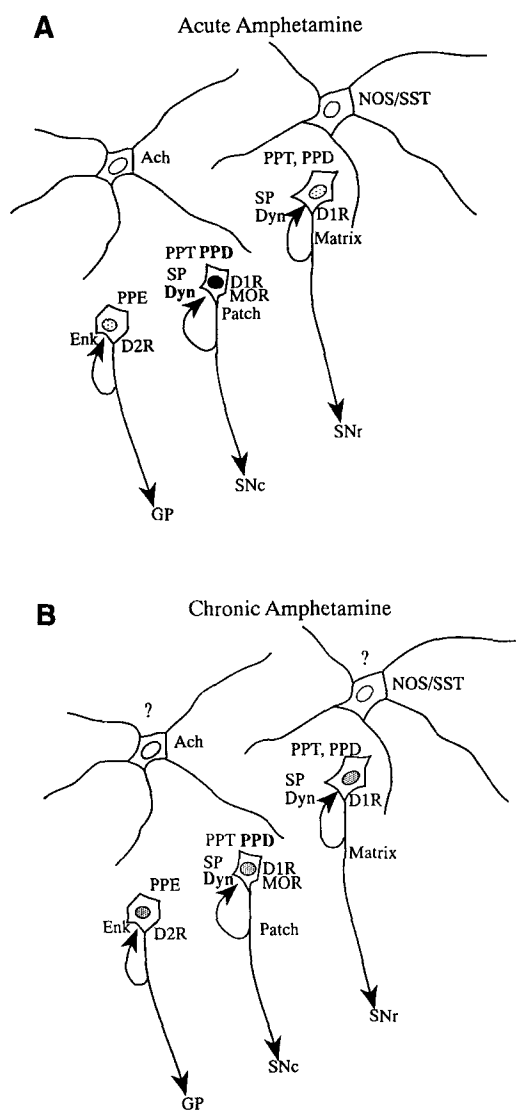 A
Acute Amphetamine
NOS/SST
Ach
PPT, PPD
SP
Dyn
D1R
Matrix
PPT PPD
SP
Dyn
D1R
MOR
Patch
PPE
Enk
D2R
SNr
SNc
GP
B
Chronic Amphetamine
?
NOS/SST
?
Ach
PPT, PPD
SP
Dyn
D1R
Matrix
PPT PPD
SP
Dyn
D1R
MOR
Patch
PPE
Enk
D2R
SNr
SNc
GP